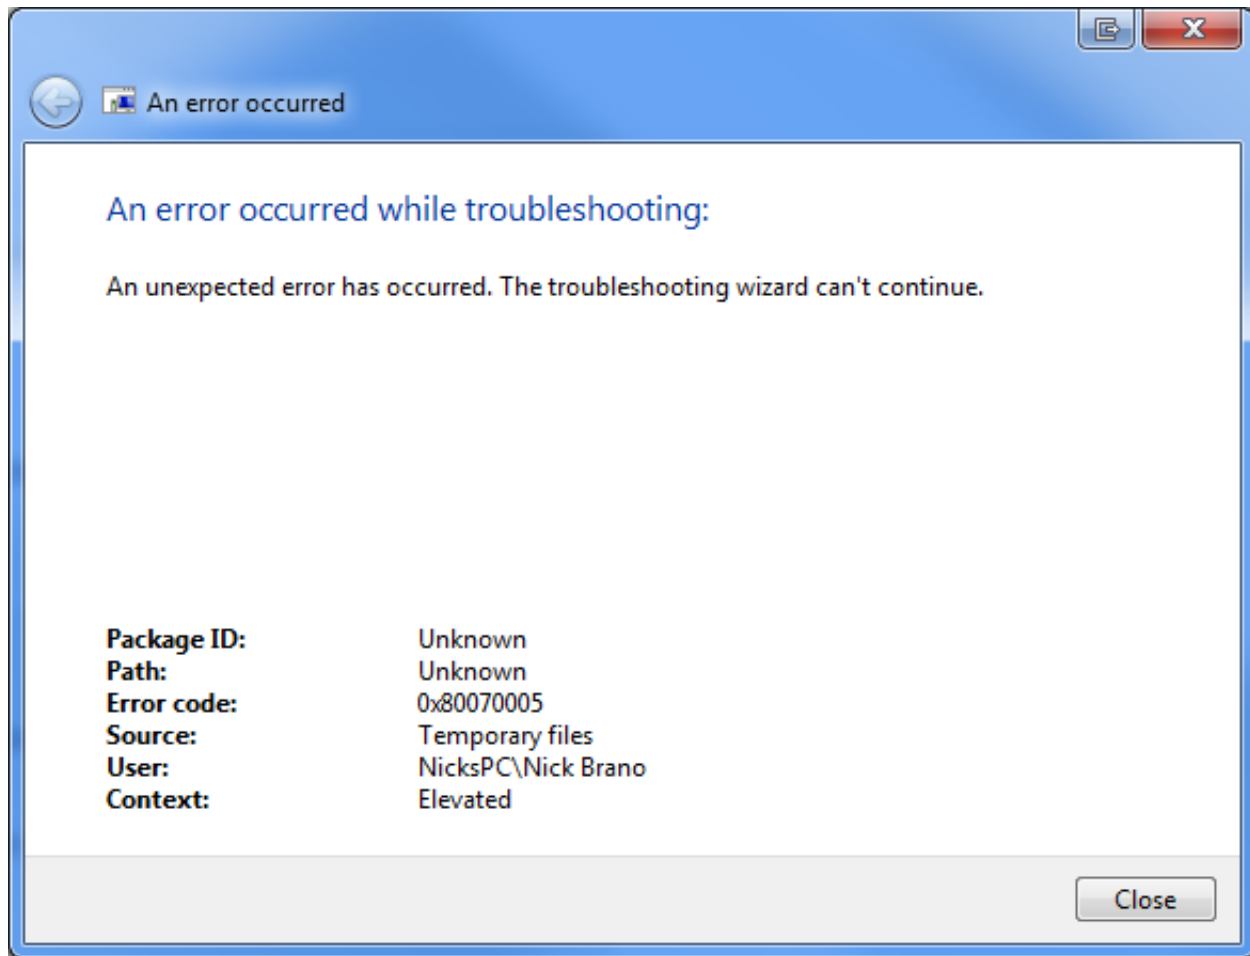 An error occurred
An error occurred while troubleshooting:
An unexpected error has occurred. The troubleshooting wizard can't continue.
Package ID: Unknown
Path: Unknown
Error code: 0x80070005
Source: Temporary files
User: NicksPC\Nick Brano
Context: Elevated
Close